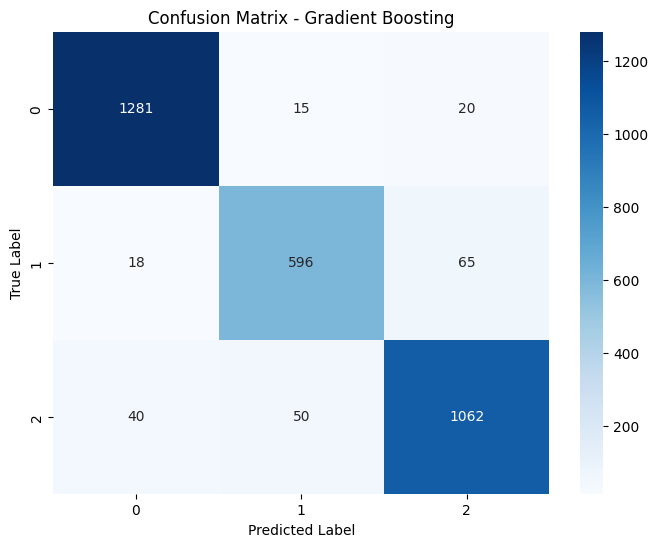 Confusion Matrix - Gradient Boosting
True Label
0 1281 15 20
1 18 596 65
2 40 50 1062
0 1 2
Predicted Label
1200
1000
800
600
400
200